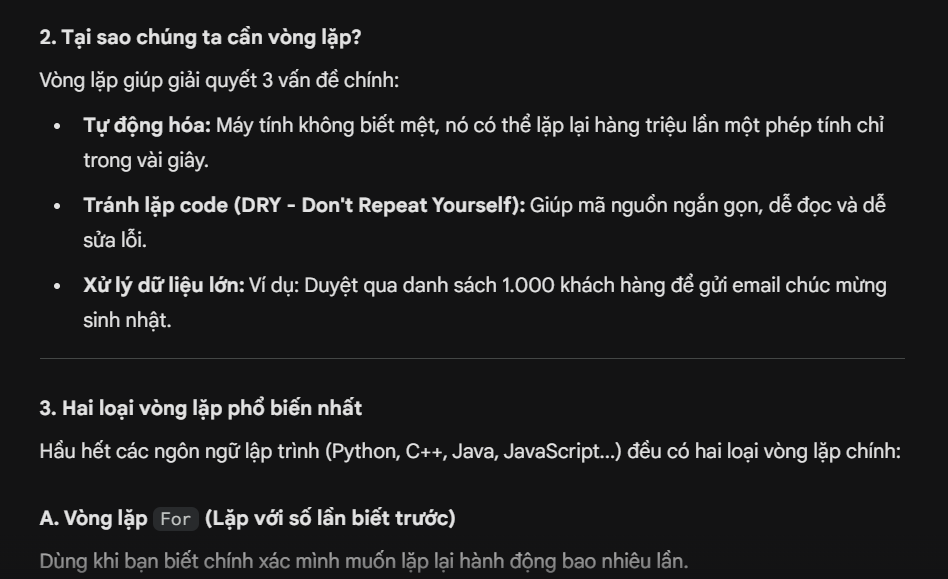 2. Tại sao chúng ta cần vòng lặp?
Vòng lặp giúp giải quyết 3 vấn đề chính:
• Tự động hóa: Máy tính không biết mệt, nó có thể lặp lại hàng triệu lần một phép tính chỉ
trong vài giây.
• Tránh lặp code (DRY - Don't Repeat Yourself): Giúp mã nguồn ngắn gọn, dễ đọc và dễ
sửa lỗi.
• Xử lý dữ liệu lớn: Ví dụ: Duyệt qua danh sách 1.000 khách hàng để gửi email chúc mừng
sinh nhật.
3. Hai loại vòng lặp phổ biến nhất
Hầu hết các ngôn ngữ lập trình (Python, C++, Java, JavaScript...) đều có hai loại vòng lặp chính:
A. Vòng lặp For (Lặp với số lần biết trước)
Dùng khi bạn biết chính xác mình muốn lặp lại hành động bao nhiêu lần.